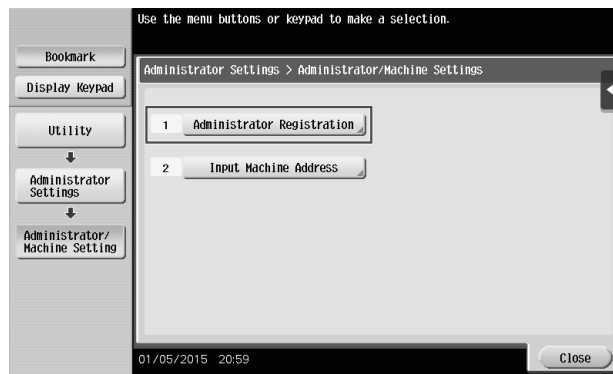 Use the menu buttons or keypad to make a selection.
Bookmark
Display Keypad
Utility
Administrator
Settings
Administrator/
Machine Setting
Administrator Settings > Administrator/Machine Settings
1 Administrator Registration
2 Input Machine Address
01/05/2015 20:59
Close